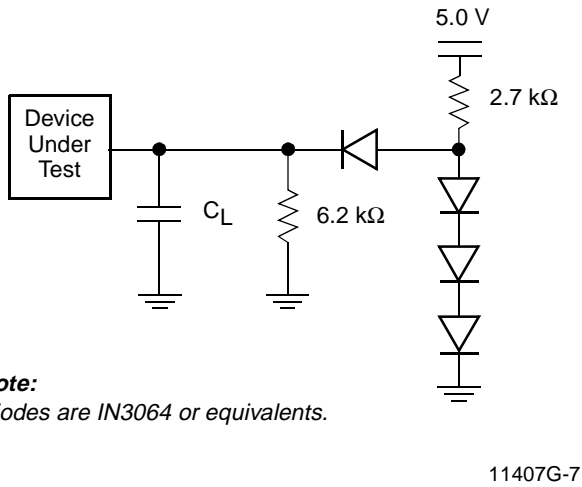 5.0 V
2.7 kΩ
Device
Under
Test
CL
6.2 kΩ
ote:
iodes are IN3064 or equivalents.
11407G-7